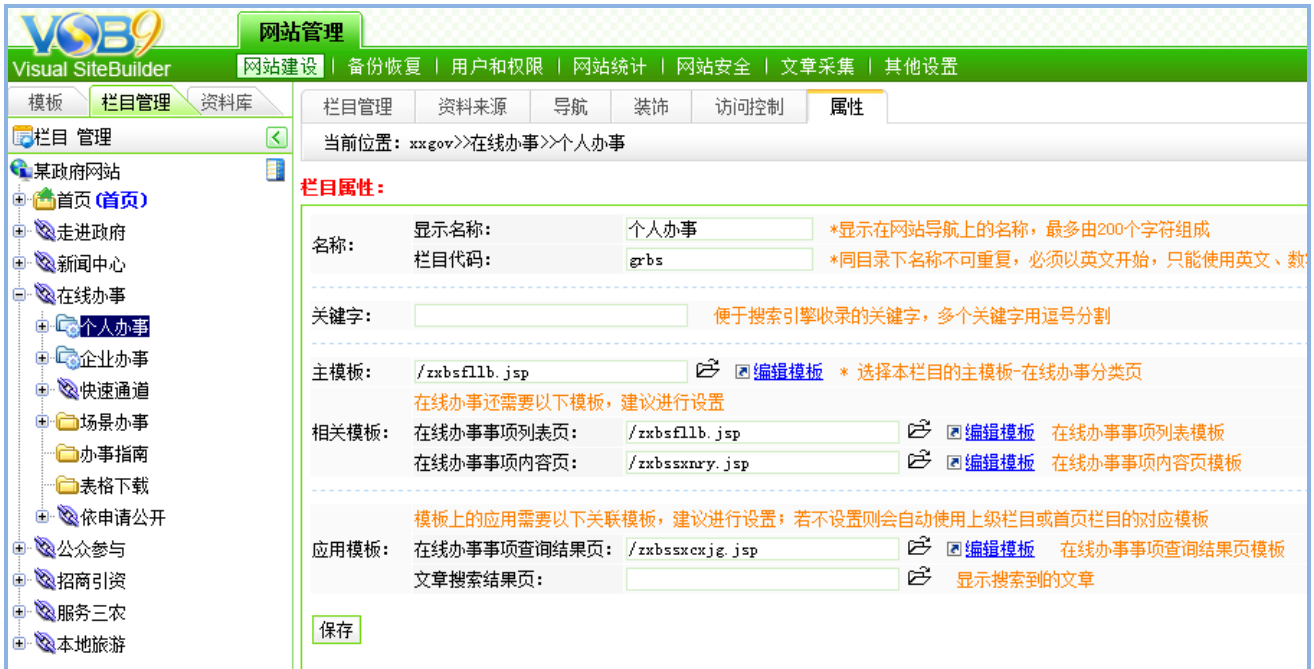 VSB9
网站管理
Visual SiteBuilder
网站建设 | 备份恢复 | 用户和权限 | 网站统计 | 网站安全 | 文章采集 | 其他设置
模板 栏目管理 资料库
栏目管理 资料来源 导航 装饰 访问控制 属性
栏目 管理
当前位置：xxgov>>在线办事>>个人办事
某政府网站
首页(首页)
走进政府
新闻中心
在线办事
个人办事
企业办事
快速通道
场景办事
办事指南
表格下载
依申请公开
公众参与
招商引资
服务三农
本地旅游
栏目属性：
名称： 显示名称： 个人办事 *显示在网站导航上的名称，最多由200个字符组成
栏目代码： grbs *同目录下名称不可重复，必须以英文开始，只能使用英文、数
关键字： 便于搜索引擎收录的关键字，多个关键字用逗号分割
主模板： /zxbsfllb.jsp 编辑模板 * 选择本栏目的主模板-在线办事分类页
在线办事还需要以下模板，建议进行设置
相关模板： 在线办事事项列表页： /zxbsfllb.jsp 编辑模板 在线办事事项列表模板
在线办事事项内容页： /zxbssxnry.jsp 编辑模板 在线办事事项内容页模板
模板上的应用需要以下关联模板，建议进行设置；若不设置则会自动使用上级栏目或首页栏目的对应模板
应用模板： 在线办事事项查询结果页： /zxbssxcxjg.jsp 编辑模板 在线办事事项查询结果页模板
文章搜索结果页： 显示搜索到的文章
保存